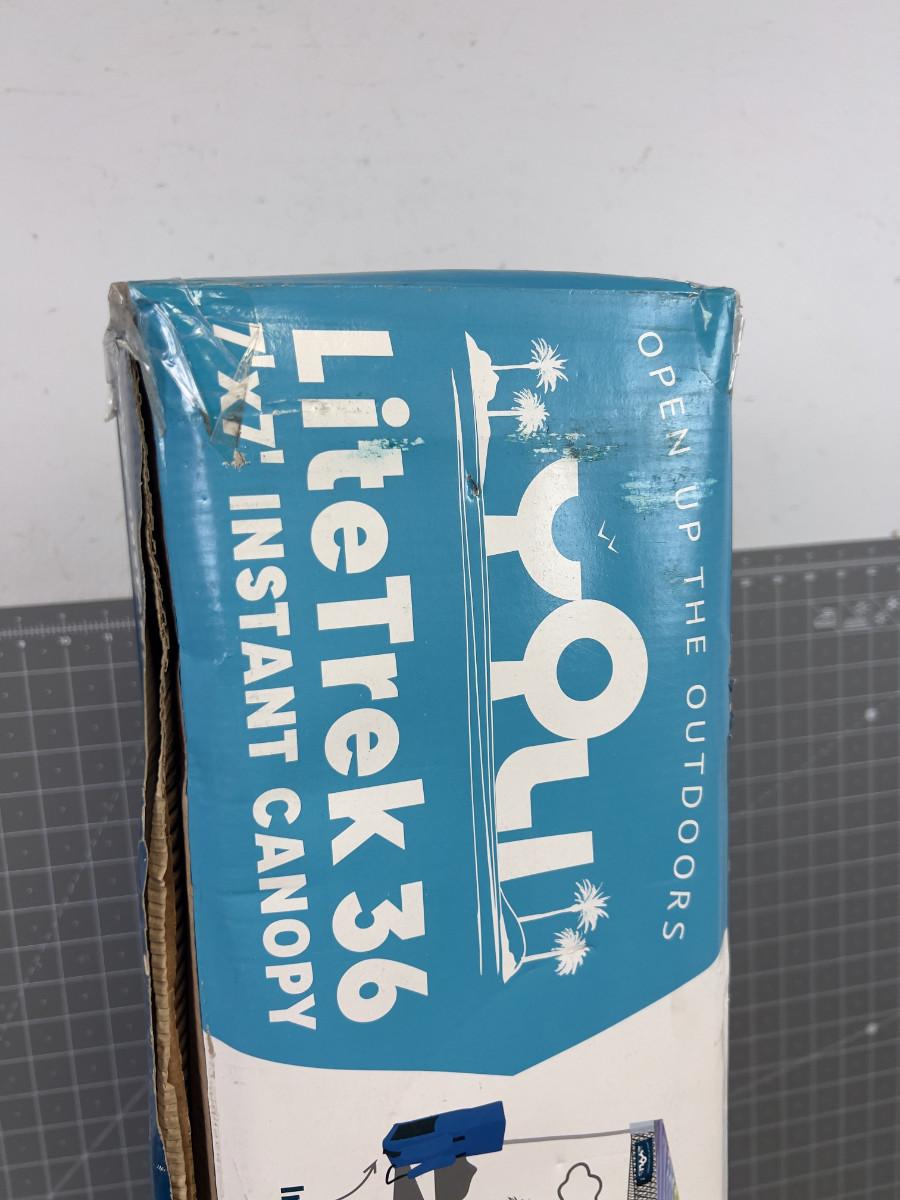 OPEN UP THE OUTDOORS
YOLI
LiteTrek 36
7'x7' INSTANT CANOPY